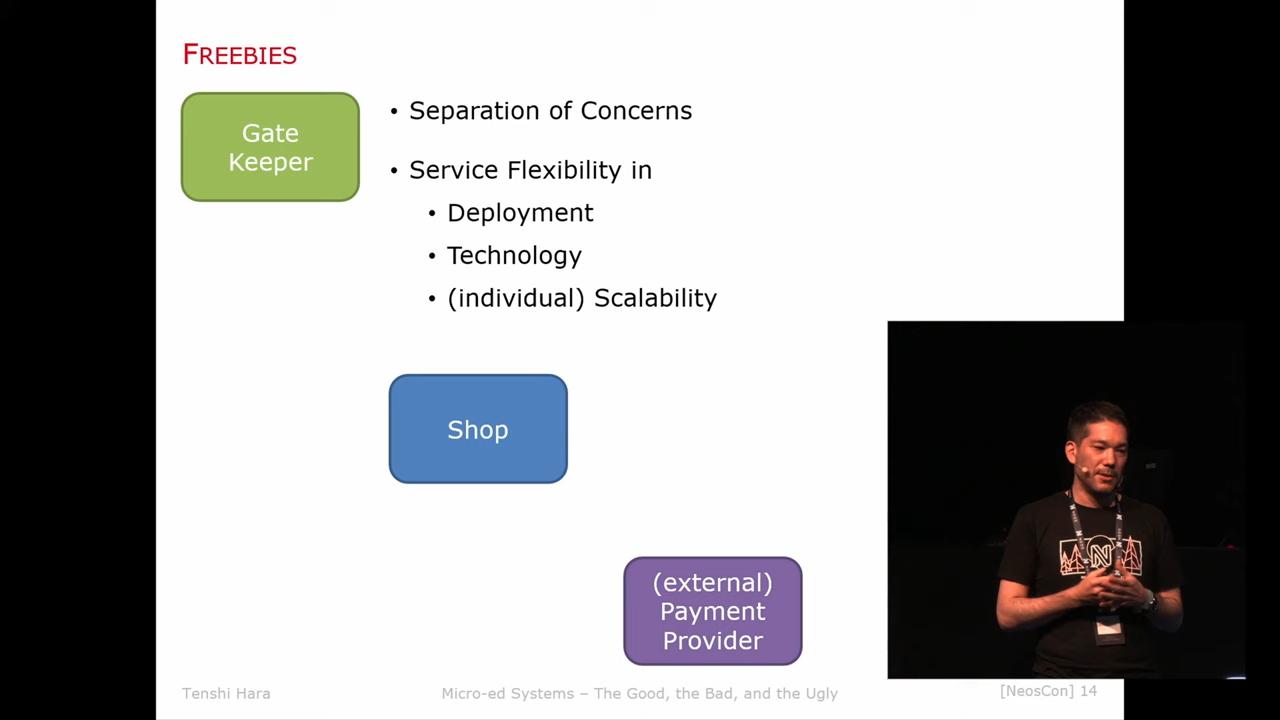 FREEBIES
Gate
Keeper
• Separation of Concerns
• Service Flexibility in
• Deployment
• Technology
• (individual) Scalability
Shop
(external)
Payment
Provider
N
Tenshi Hara
Micro-ed Systems – The Good, the Bad, and the Ugly
[NeosCon] 14